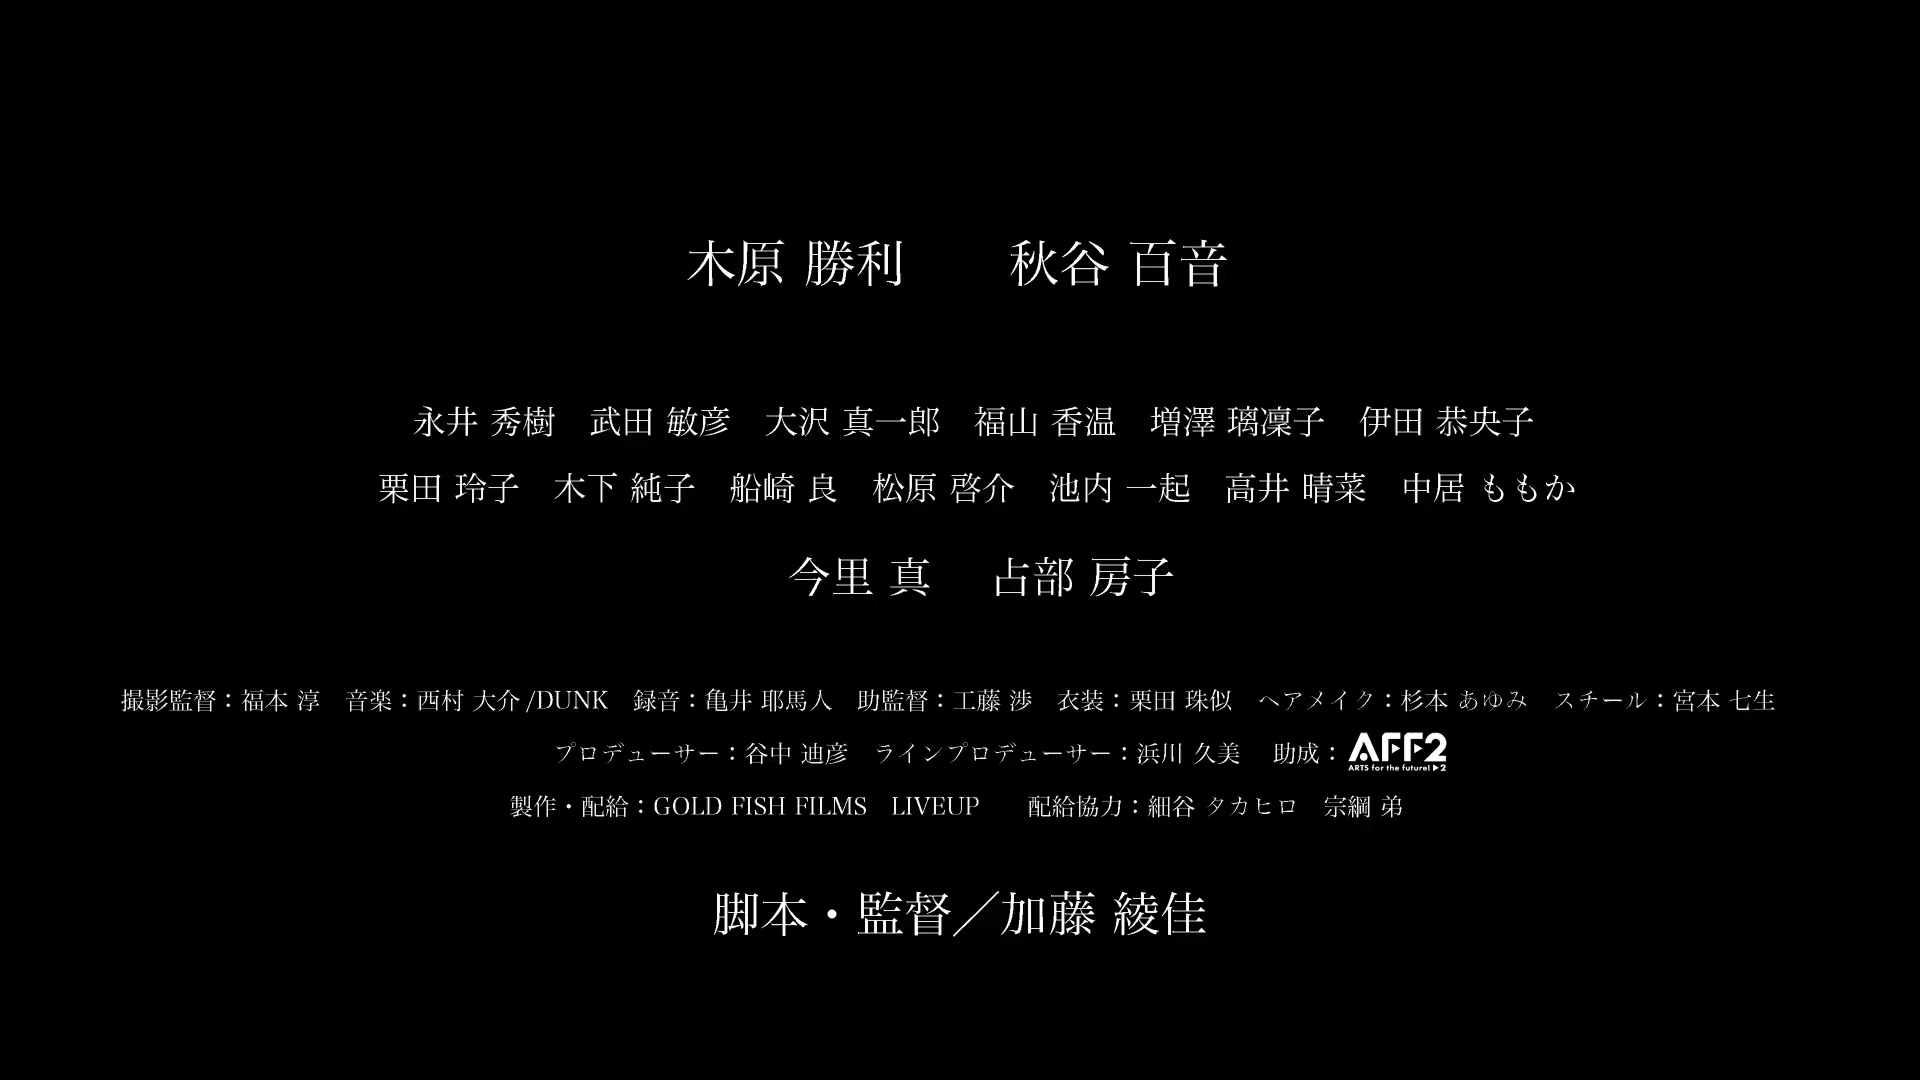 木原 勝利　　秋谷 百音
永井 秀樹　武田 敏彦　大沢 真一郎　福山 香温　増澤 璃凜子　伊田 恭央子
栗田 玲子　木下 純子　船崎 良　松原 啓介　池内 一起　高井 晴菜　中居 ももか
今里 真　占部 房子
撮影監督：福本 淳　音楽：西村 大介 /DUNK　録音：亀井 耶馬人　助監督：工藤 渉　衣装：栗田 珠似　ヘアメイク：杉本 あゆみ　スチール：宮本 七生
プロデューサー：谷中 迪彦　ラインプロデューサー：浜川 久美　助成：AFF2
ARTS for the future! ▶2
製作・配給：GOLD FISH FILMS　LIVEUP　　配給協力：細谷 タカヒロ　宗綱 弟
脚本・監督／加藤 綾佳